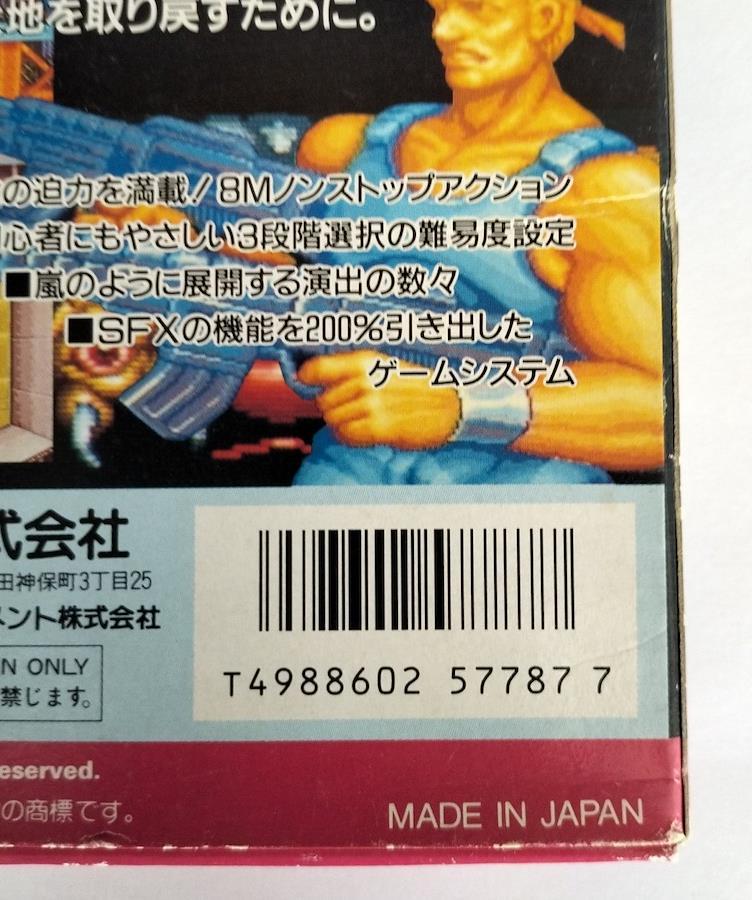 地を取り戻すために。
の迫力を満載!8Mノンストップアクション
心者にもやさしい3段階選択の難易度設定
■嵐のように展開する演出の数々
■SFXの機能を200%引き出した
ゲームシステム
式会社
田神保町3丁目25
メント株式会社
N ONLY
禁じます。
T4988602 57787 7
eserved.
の商標です。
MADE IN JAPAN